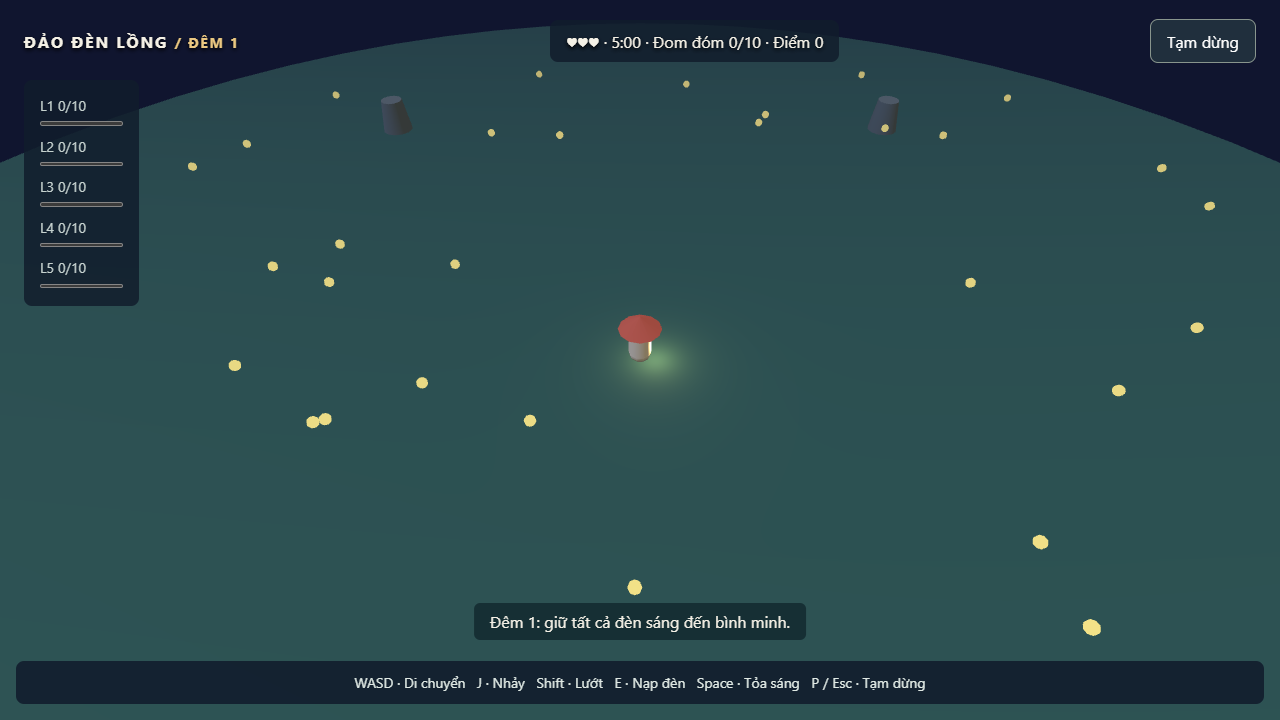 ĐẢO ĐÈN LỒNG / ĐÊM 1
♥♥♥ · 5:00 · Đom đóm 0/10 · Điểm 0
Tạm dừng
L1 0/10
L2 0/10
L3 0/10
L4 0/10
L5 0/10
Đêm 1: giữ tất cả đèn sáng đến bình minh.
WASD · Di chuyển J · Nhảy Shift · Lướt E · Nạp đèn Space · Tỏa sáng P / Esc · Tạm dừng